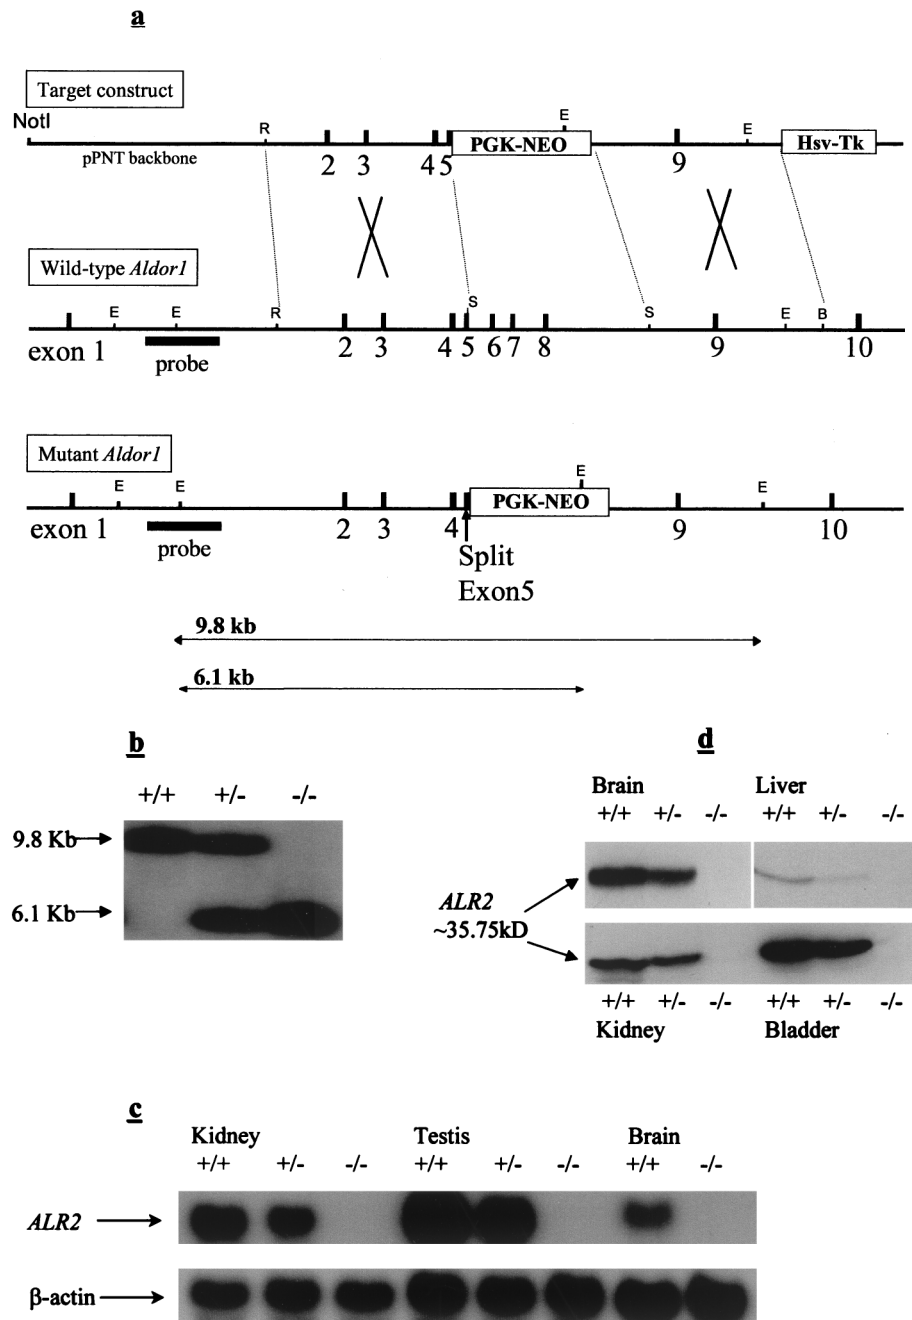 a
Target construct
NotI
R
E
E
pPNT backbone
2
3
4
5
PGK-NEO
9
Hsv-Tk
Wild-type Aldor1
E
E
R
S
S
E
B
exon 1
probe
2
3
4
5
6
7
8
9
10
Mutant Aldor1
E
E
E
E
exon 1
probe
2
3
4
PGK-NEO
9
10
Split
Exon5
9.8 kb
6.1 kb
b
+/+ +/- -/-
9.8 Kb
6.1 Kb
d
Brain Liver
+/+ +/- -/- +/+ +/- -/-
ALR2
~35.75kD
+/+ +/- -/- +/+ +/- -/-
Kidney Bladder
c
Kidney Testis Brain
+/+ +/- -/- +/+ +/- -/- +/+ -/-
ALR2
β-actin